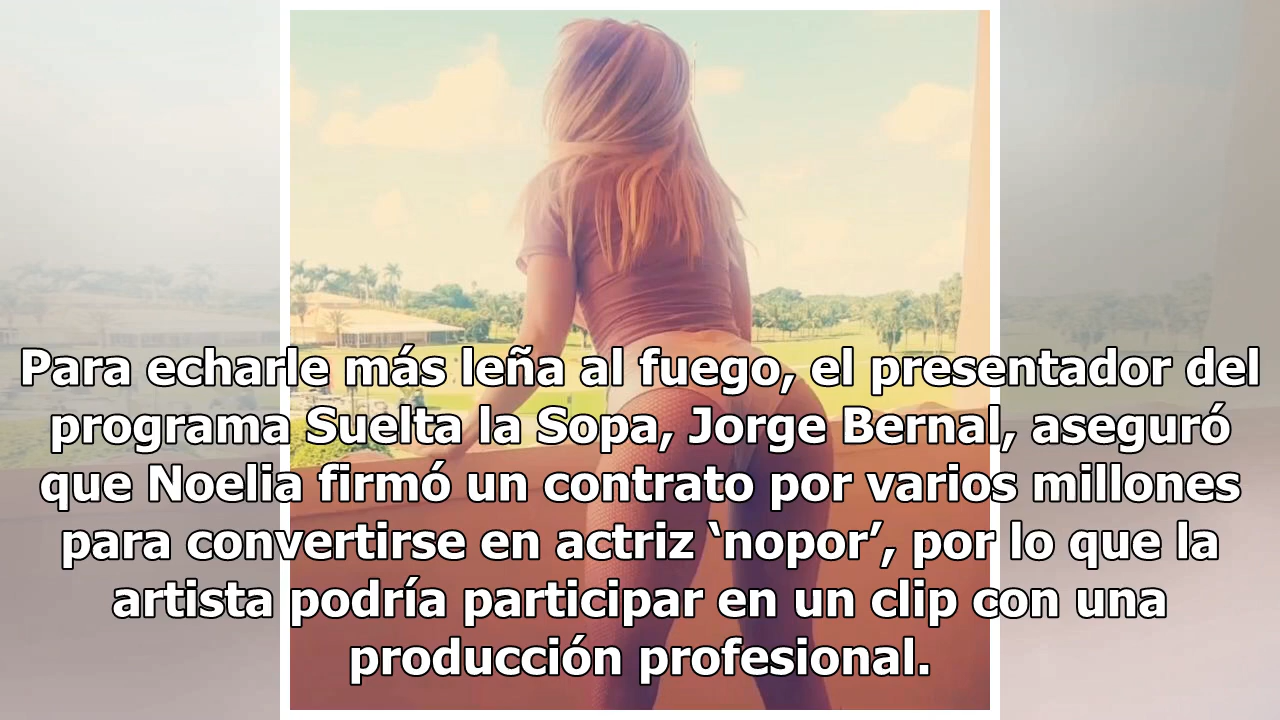 Para echarle más leña al fuego, el presentador del
programa Suelta la Sopa, Jorge Bernal, aseguró
que Noelia firmó un contrato por varios millones
para convertirse en actriz ‘nopor’, por lo que la
artista podría participar en un clip con una
producción profesional.